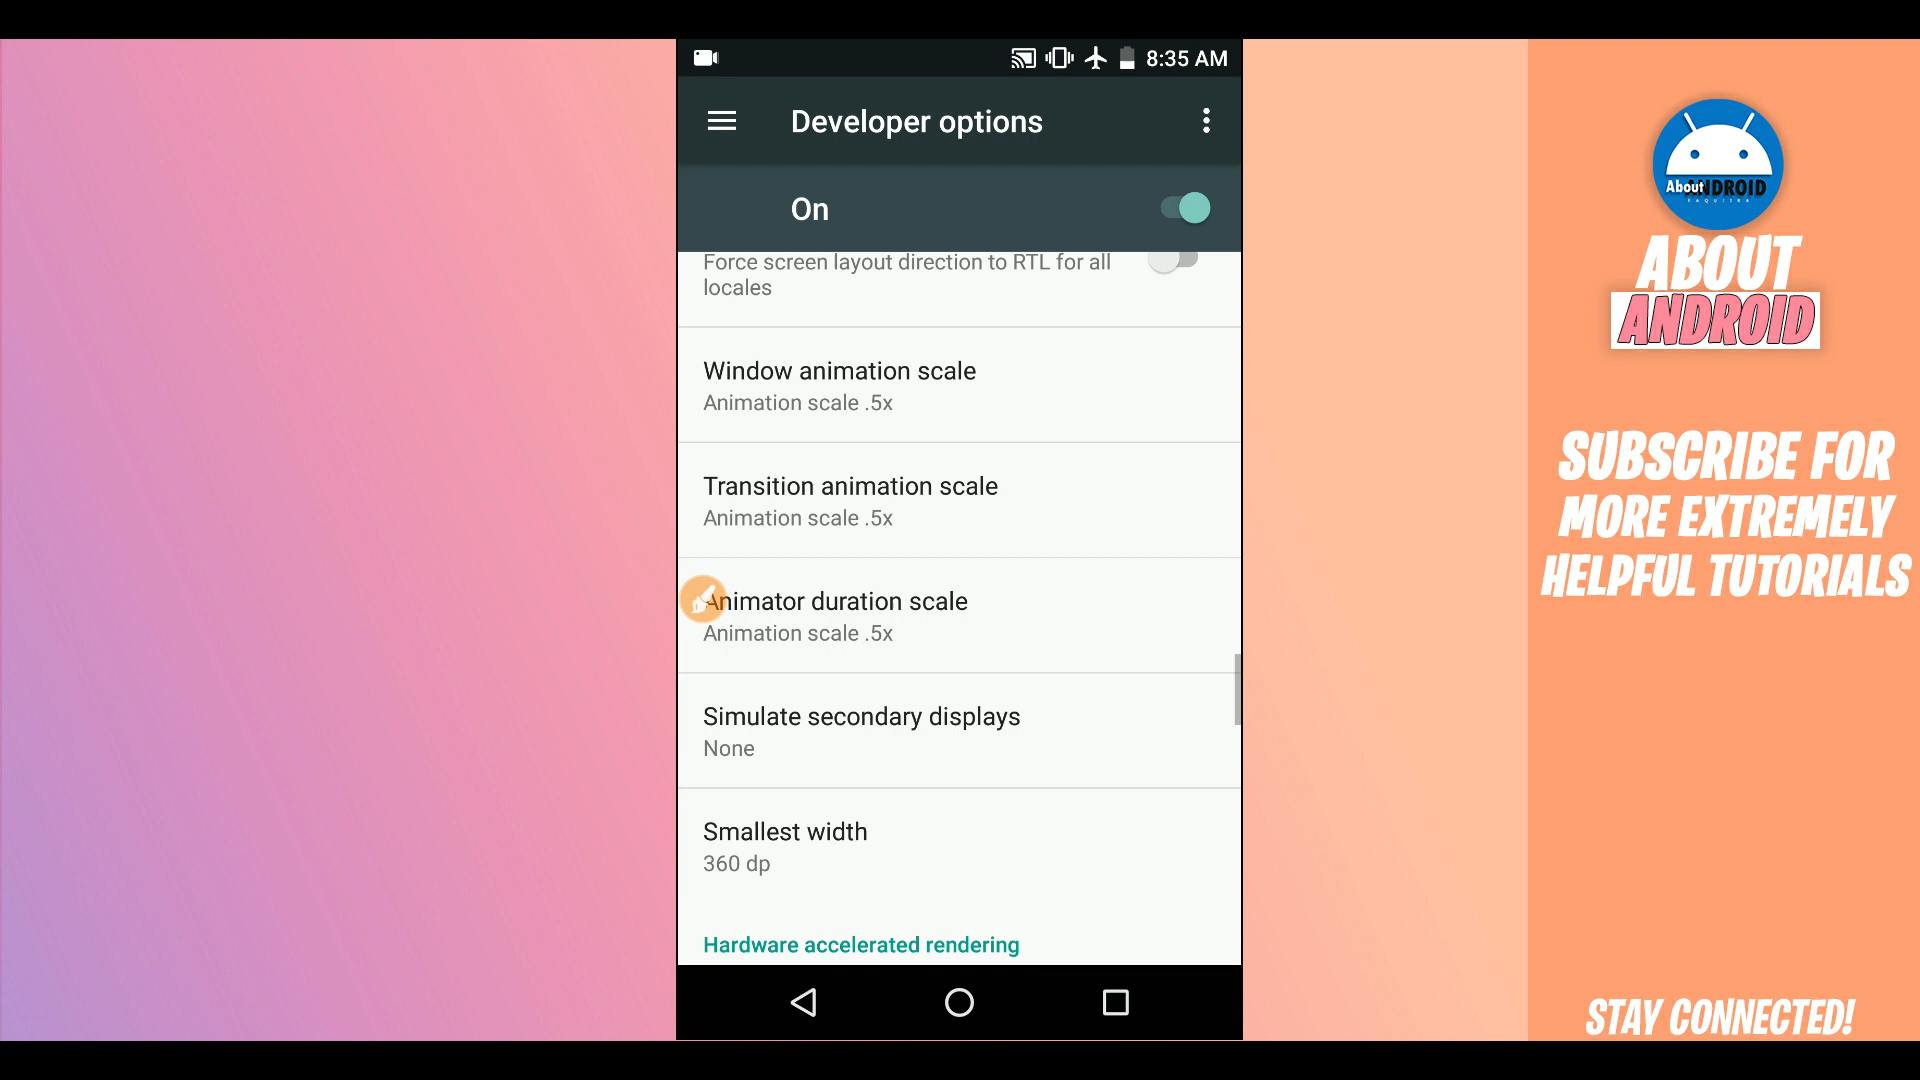 8:35 AM
Developer options
On
Force screen layout direction to RTL for all
locales
Window animation scale
Animation scale .5x
Transition animation scale
Animation scale .5x
Animator duration scale
Animation scale .5x
Simulate secondary displays
None
Smallest width
360 dp
Hardware accelerated rendering
About ANDROID
FAQUIINA
ABOUT
ANDROID
SUBSCRIBE FOR
MORE EXTREMELY
HELPFUL TUTORIALS
STAY CONNECTED!